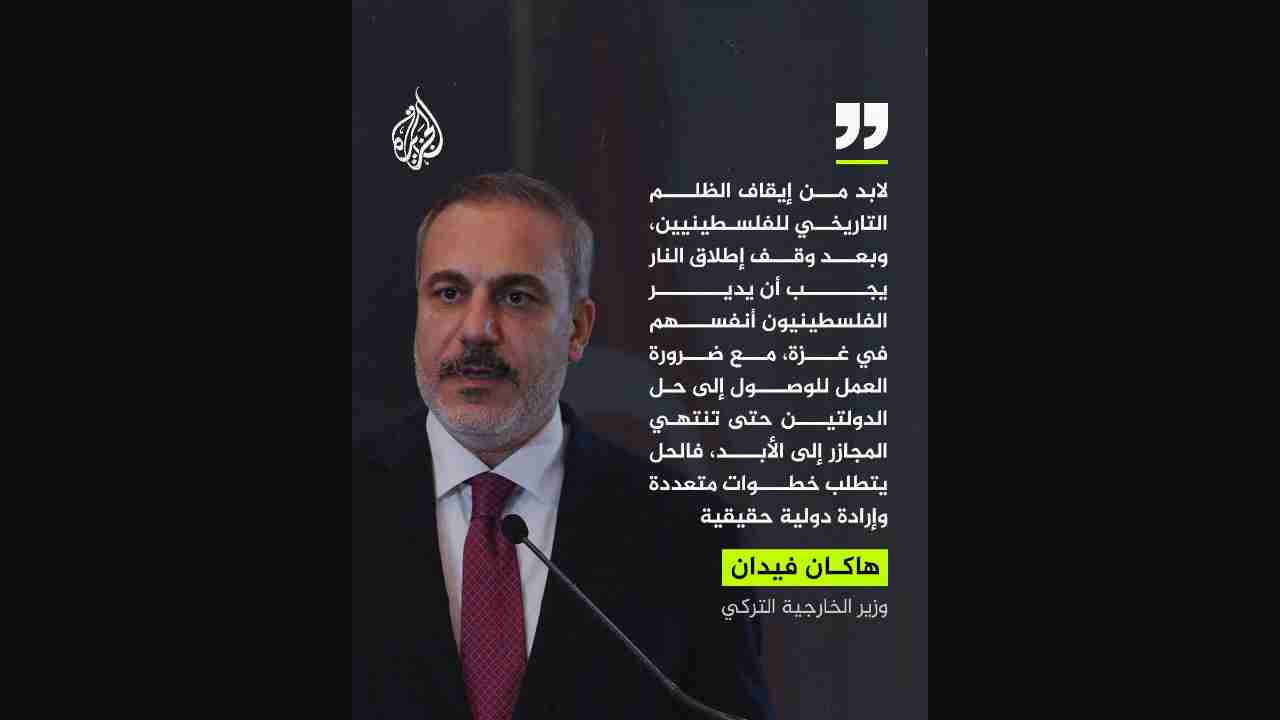 الجزيرة
لابد من إيقاف الظلم
التاريخي للفلسطينيين،
وبعد وقف إطلاق النار
يجب أن يدير
الفلسطينيون أنفسهم
في غزة، مع ضرورة
العمل للوصول إلى حل
الدولتين حتى تنتهي
المجازر إلى الأبد، فالحل
يتطلب خطوات متعددة
وإرادة دولية حقيقية
هاكان فيدان
وزير الخارجية التركي